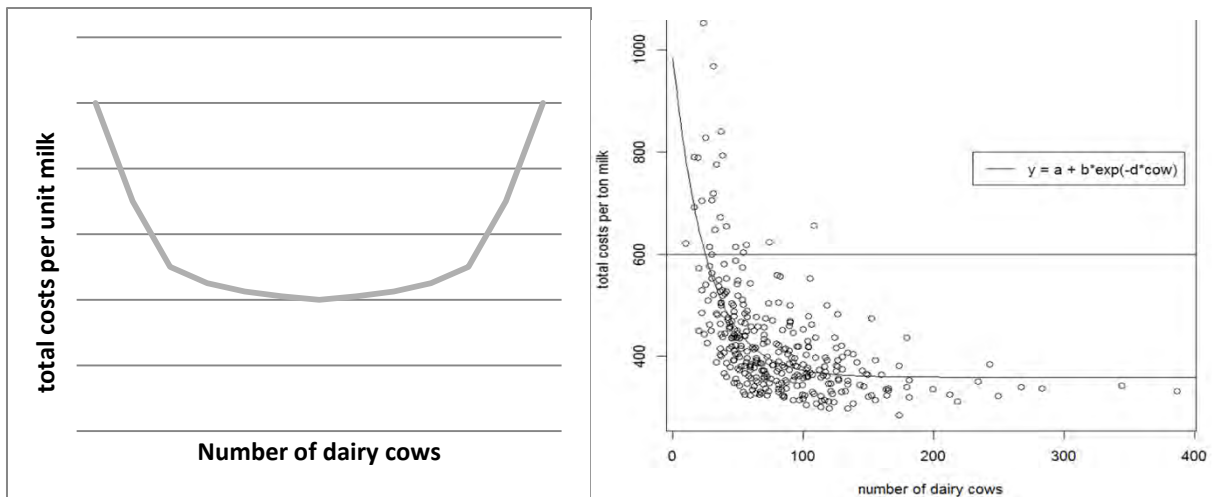 total costs per unit milk
Number of dairy cows
total costs per ton milk
1000
800
600
400
y = a + b*exp(-d*cow)
0
100
200
300
400
number of dairy cows